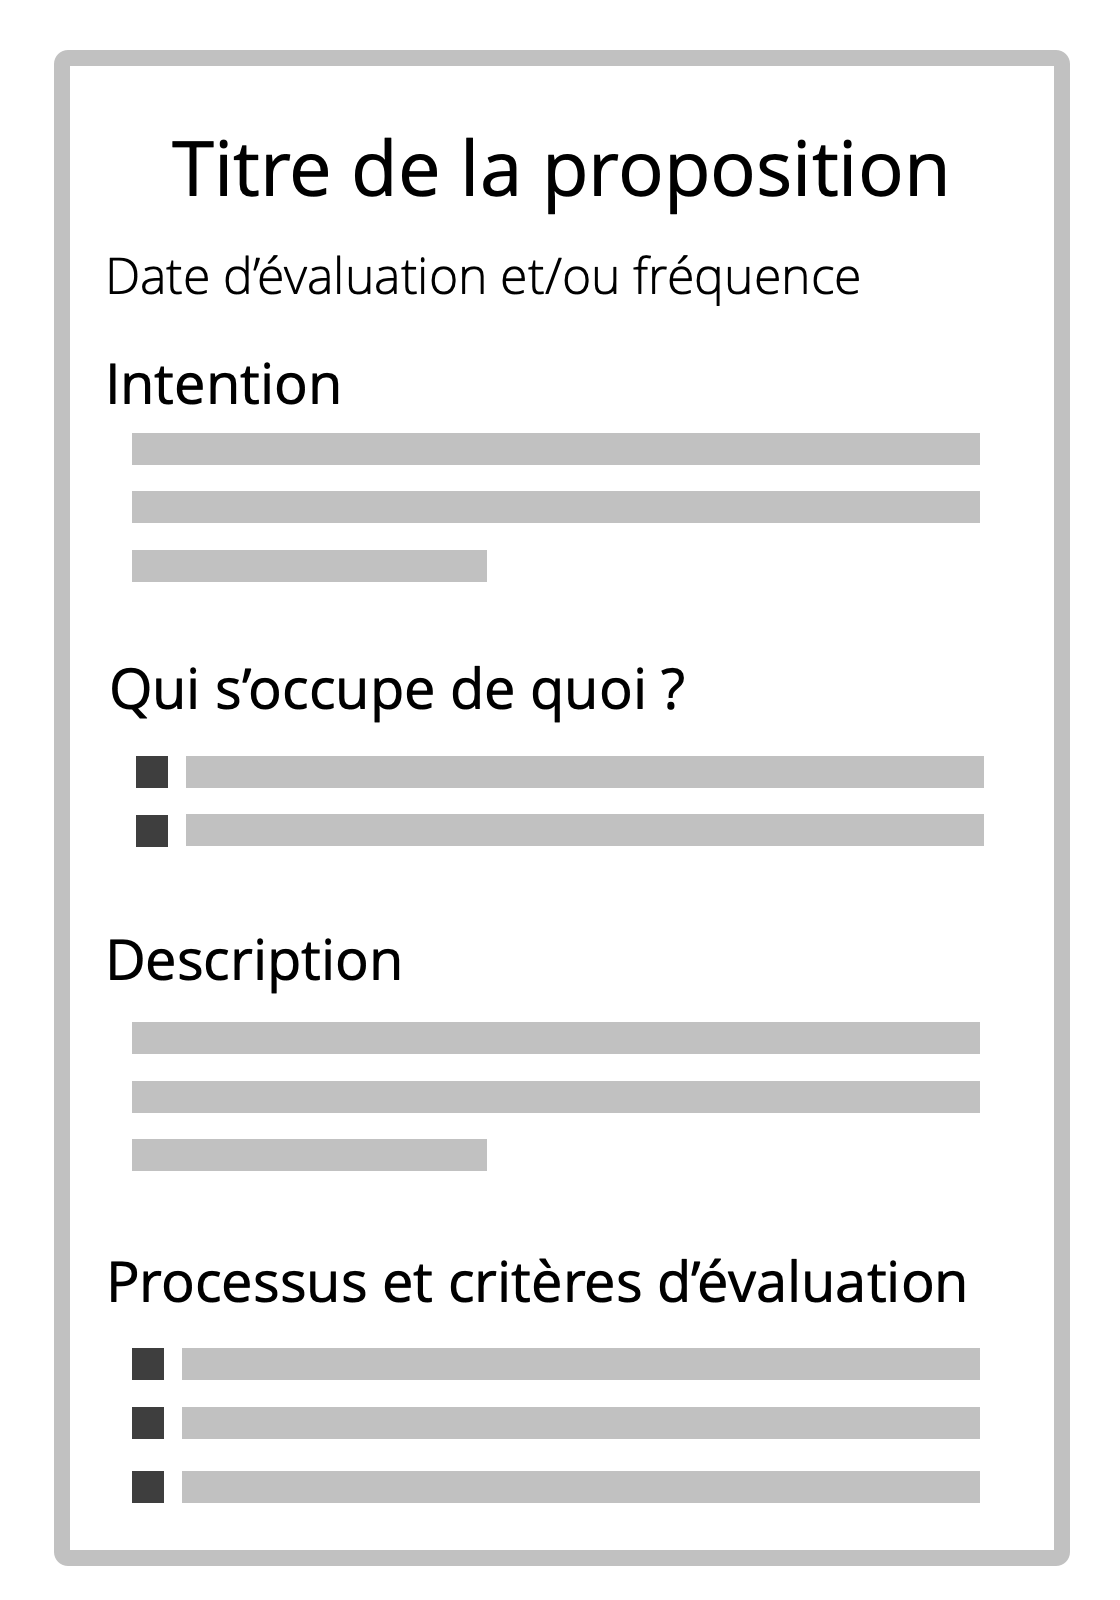 Titre de la proposition
Date d’évaluation et/ou fréquence
Intention
Qui s’occupe de quoi ?
Description
Processus et critères d’évaluation